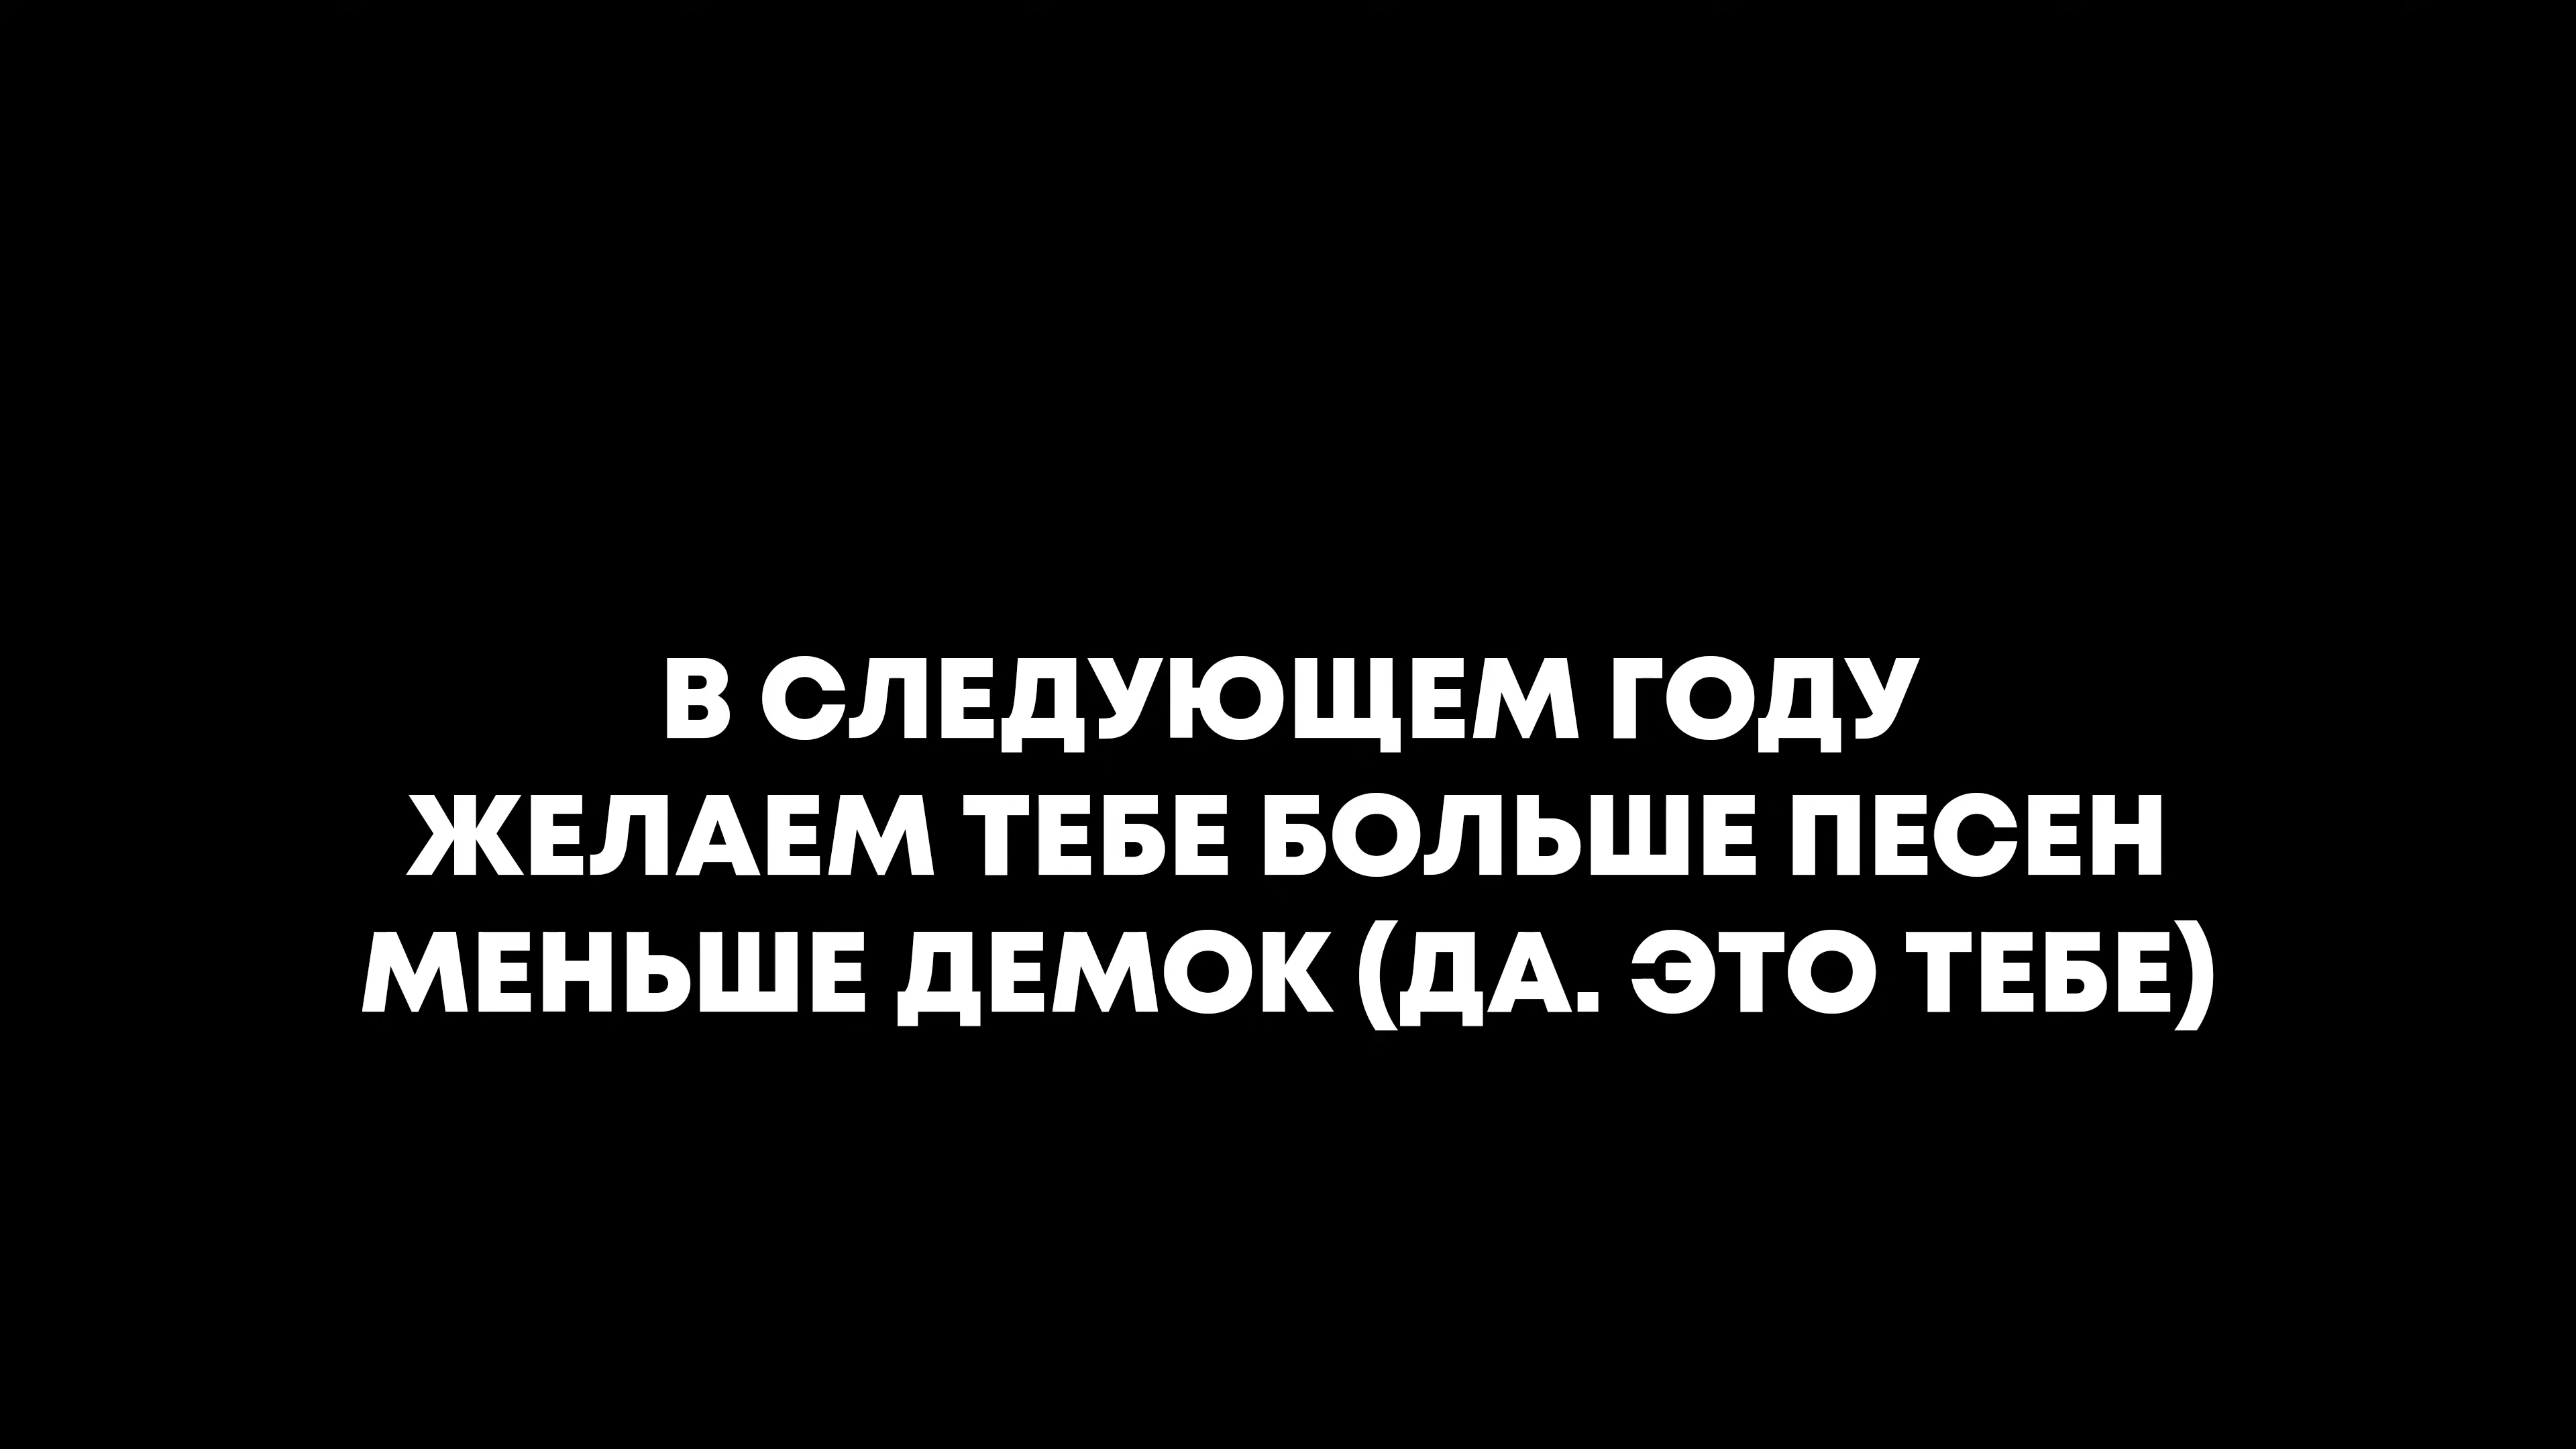 В СЛЕДУЮЩЕМ ГОДУ
ЖЕЛАЕМ ТЕБЕ БОЛЬШЕ ПЕСЕН
МЕНЬШЕ ДЕМОК (ДА. ЭТО ТЕБЕ)